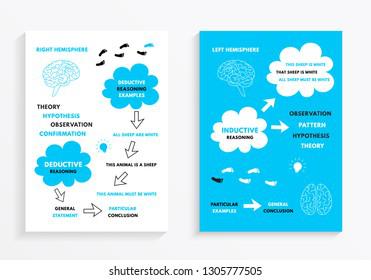 RIGHT HEMISPHERE
DEDUCTIVE
REASONING
EXAMPLES
THEORY
HYPOTHESIS
OBSERVATION
CONFIRMATION
ALL SHEEP ARE WHITE
DEDUCTIVE
REASONING
THIS ANIMAL IS A SHEEP
THIS ANIMAL MUST BE WHITE
GENERAL
STATEMENT
PARTICULAR
CONCLUSION
LEFT HEMISPHERE
THIS SHEEP IS WHITE
THAT SHEEP IS WHITE
ALL SHEEP MUST BE WHITE
INDUCTIVE
REASONING
OBSERVATION
PATTERN
HYPOTHESIS
THEORY
PARTICULAR
EXAMPLES
GENERAL
CONCLUSION
shutterstock.com · 1305777505